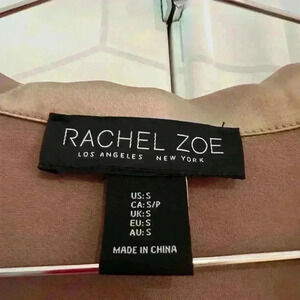 RACHEL ZOE
LOS ANGELES NEW YORK
US: S
CA: S/P
UK: S
EU: S
AU: S
MADE IN CHINA